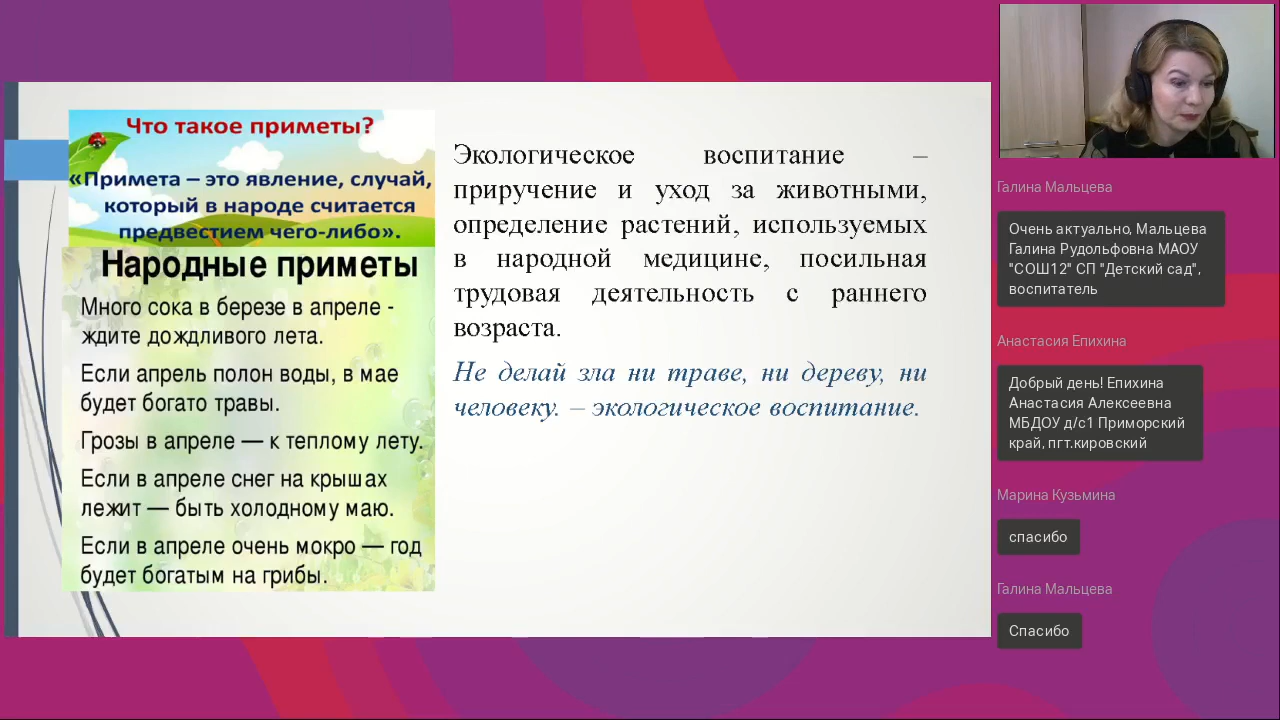 Что такое приметы?
«Примета – это явление, случай,
который в народе считается
предвестием чего-либо».
Народные приметы
Много сока в березе в апреле -
ждите дождливого лета.
Если апрель полон воды, в мае
будет богато травы.
Грозы в апреле — к теплому лету.
Если в апреле снег на крышах
лежит — быть холодному маю.
Если в апреле очень мокро — год
будет богатым на грибы.
Экологическое воспитание –
приручение и уход за животными,
определение растений, используемых
в народной медицине, посильная
трудовая деятельность с раннего
возраста.
Не делай зла ни траве, ни дереву, ни
человеку. – экологическое воспитание.
Галина Мальцева
Очень актуально, Мальцева
Галина Рудольфовна МАОУ
"СОШ12" СП "Детский сад",
воспитатель
Анастасия Епихина
Добрый день! Епихина
Анастасия Алексеевна
МБДОУ д/с1 Приморский
край, пгт.кировский
Марина Кузьмина
спасибо
Галина Мальцева
Спасибо